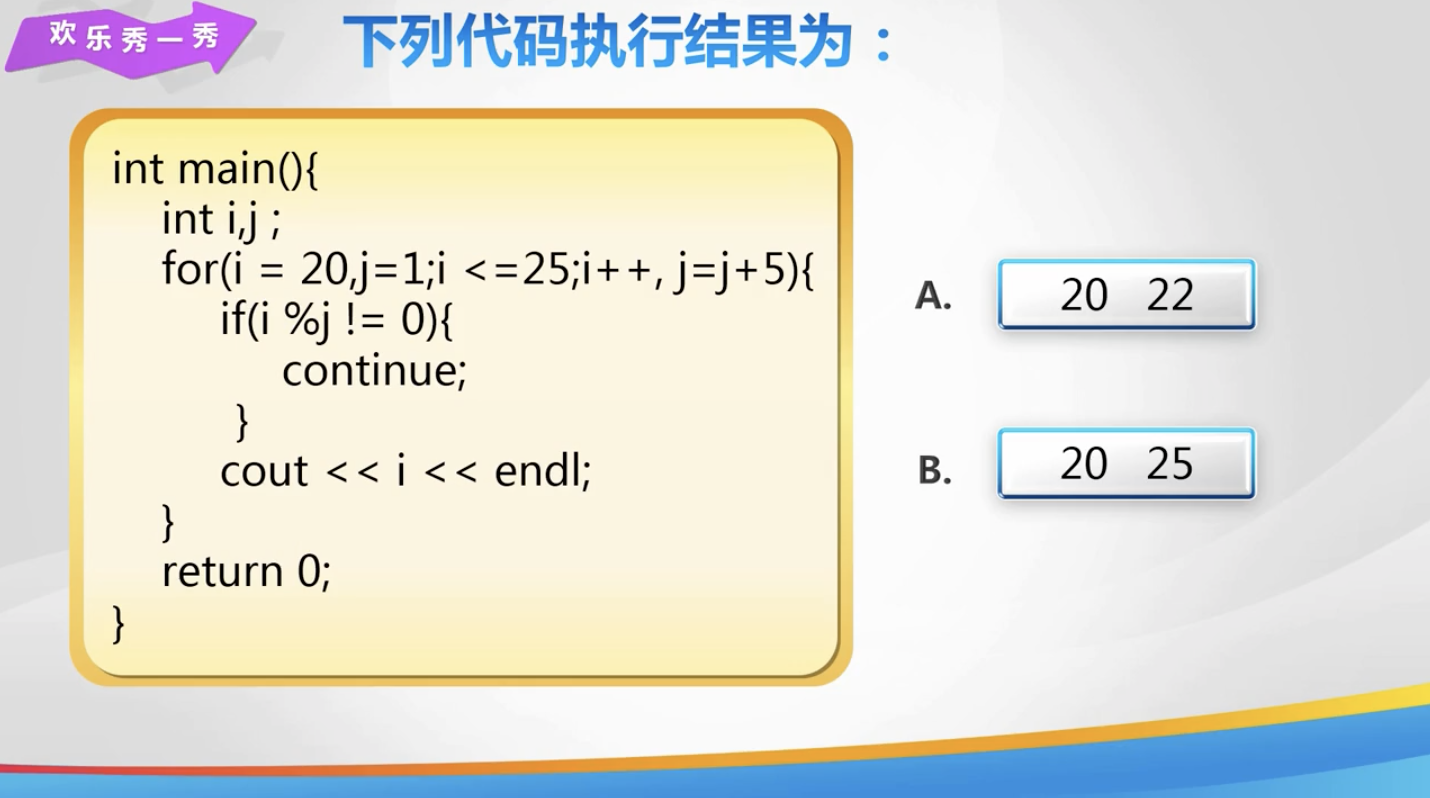 欢乐秀一秀
下列代码执行结果为：
int main(){
int i,j ;
for(i = 20,j=1;i <=25;i++, j=j+5){
if(i %j != 0){
continue;
}
cout << i << endl;
}
return 0;
}
A. 20 22
B. 20 25